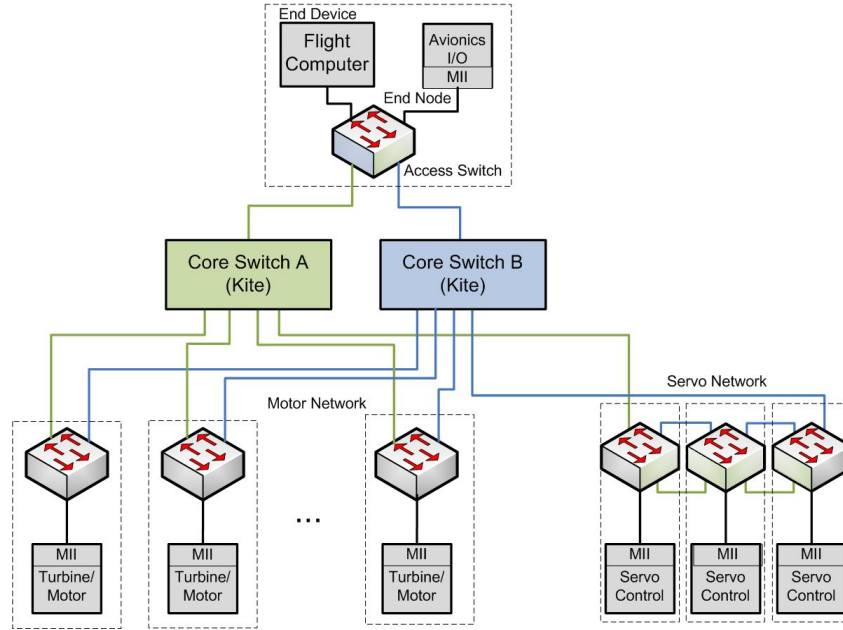 End Device
Flight
Computer
Avionics
I/O
MII
End Node
Access Switch
Core Switch A
(Kite)
Core Switch B
(Kite)
Motor Network
Servo Network
...
MII
Turbine/
Motor
MII
Turbine/
Motor
MII
Turbine/
Motor
MII
Servo
Control
MII
Servo
Control
MII
Servo
Control